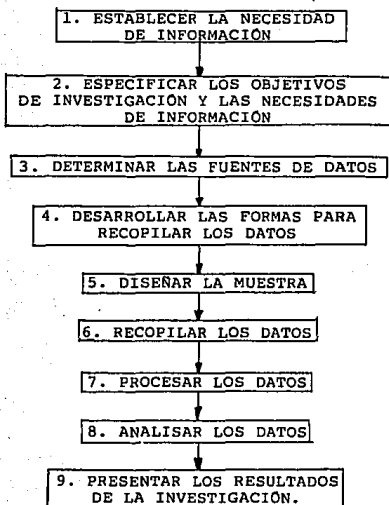 1. ESTABLECER LA NECESIDAD
DE INFORMACIÓN
2. ESPECIFICAR LOS OBJETIVOS
DE INVESTIGACIÓN Y LAS NECESIDADES
DE INFORMACIÓN
3. DETERMINAR LAS FUENTES DE DATOS
4. DESARROLLAR LAS FORMAS PARA
RECOPILAR LOS DATOS
5. DISEÑAR LA MUESTRA
6. RECOPILAR LOS DATOS
7. PROCESAR LOS DATOS
8. ANALISAR LOS DATOS
9. PRESENTAR LOS RESULTADOS
DE LA INVESTIGACIÓN.